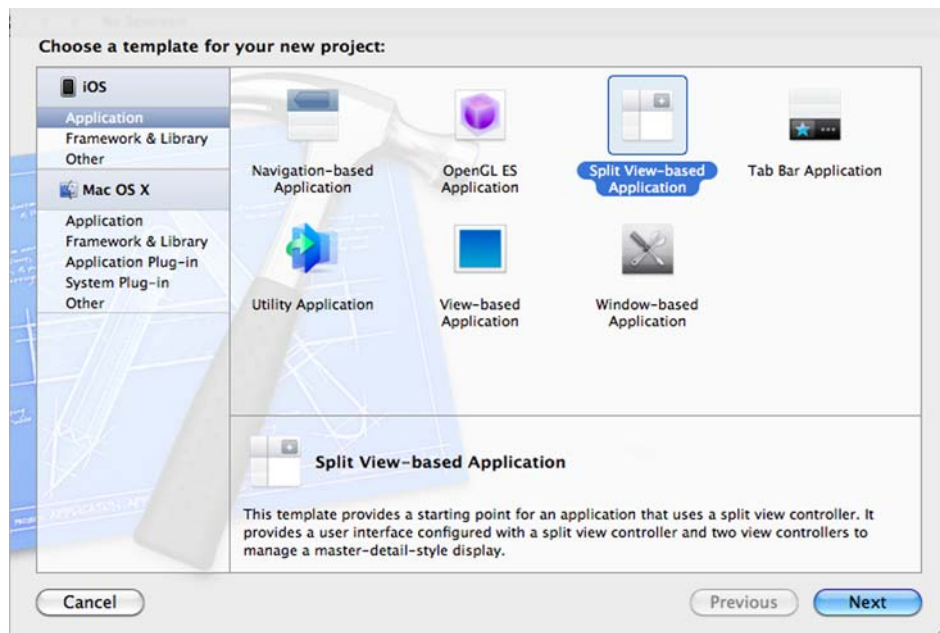 Choose a template for your new project:
iOS
Application
Framework & Library
Other
Mac OS X
Application
Framework & Library
Application Plug-in
System Plug-in
Other
Navigation-based
Application
OpenGL ES
Application
Split View-based
Application
Tab Bar Application
Utility Application
View-based
Application
Window-based
Application
Split View-based Application
This template provides a starting point for an application that uses a split view controller. It
provides a user interface configured with a split view controller and two view controllers to
manage a master-detail-style display.
Cancel
Previous
Next